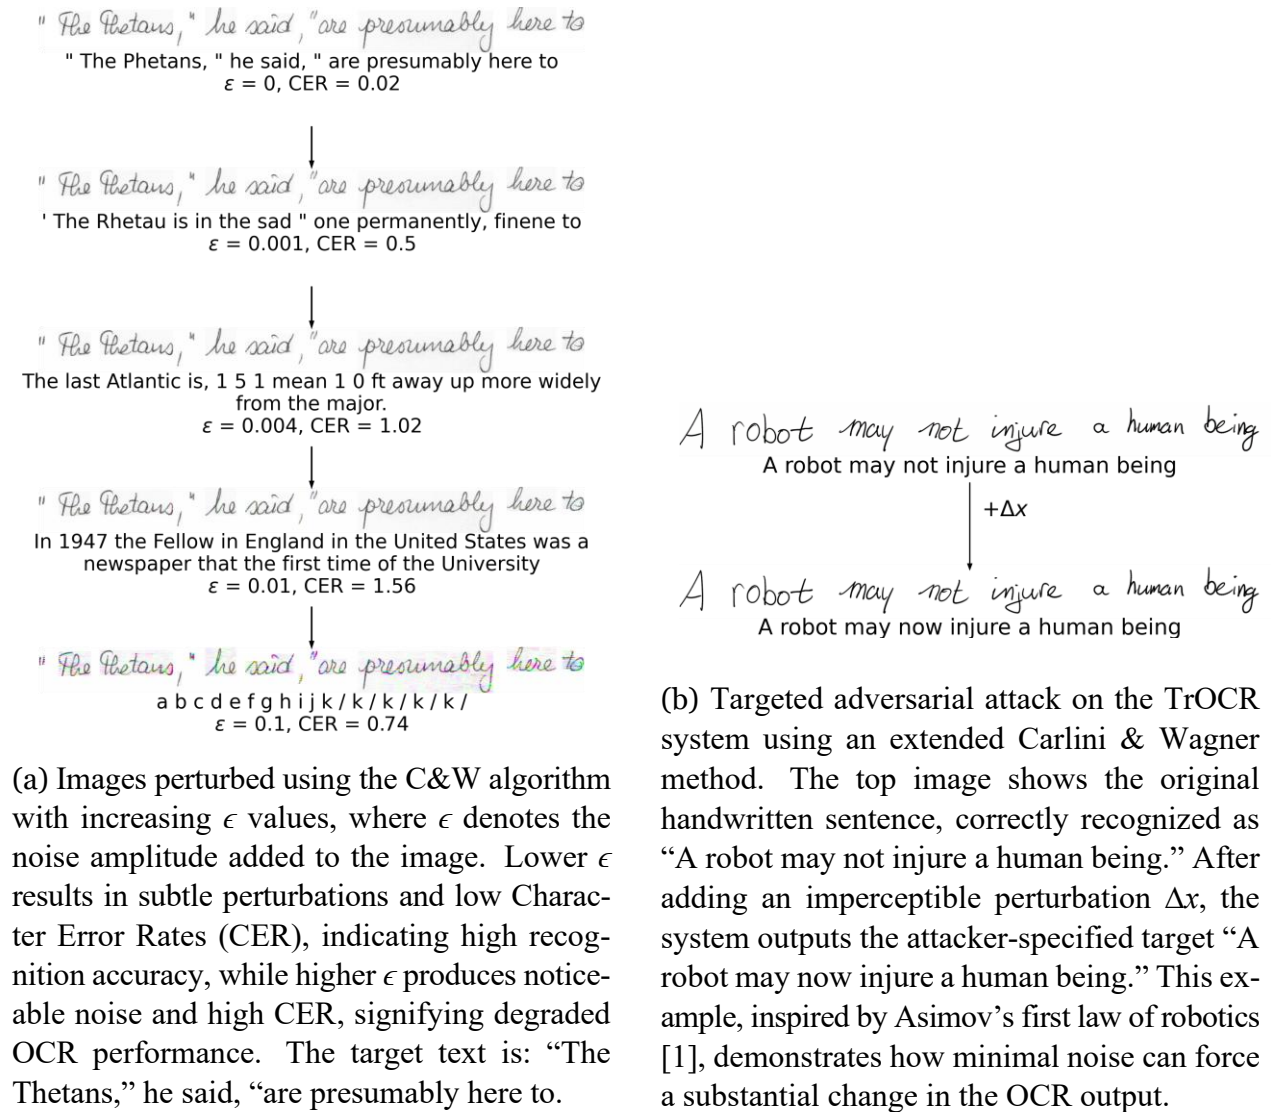 " The Thetans, " he said, "are presumably here to
" The Phetans, " he said, " are presumably here to
ε = 0, CER = 0.02
" The Thetans, " he said, "are presumably here to
' The Rhetau is in the sad " one permanently, finene to
ε = 0.001, CER = 0.5
" The Thetans, " he said, "are presumably here to
The last Atlantic is, 1 5 1 mean 1 0 ft away up more widely
from the major.
ε = 0.004, CER = 1.02
" The Thetans, " he said, "are presumably here to
In 1947 the Fellow in England in the United States was a
newspaper that the first time of the University
ε = 0.01, CER = 1.56
" The Thetans, " he said, "are presumably here to
a b c d e f g h i j k / k / k / k / k /
ε = 0.1, CER = 0.74
(a) Images perturbed using the C&W algorithm
with increasing ϵ values, where ϵ denotes the
noise amplitude added to the image. Lower ϵ
results in subtle perturbations and low Charac-
ter Error Rates (CER), indicating high recog-
nition accuracy, while higher ϵ produces notice-
able noise and high CER, signifying degraded
OCR performance. The target text is: “The
Thetans,” he said, “are presumably here to.
A robot may not injure a human being
A robot may not injure a human being
+Δx
A robot may not injure a human being
A robot may now injure a human being
(b) Targeted adversarial attack on the TrOCR
system using an extended Carlini & Wagner
method. The top image shows the original
handwritten sentence, correctly recognized as
“A robot may not injure a human being.” After
adding an imperceptible perturbation Δx, the
system outputs the attacker-specified target “A
robot may now injure a human being.” This ex-
ample, inspired by Asimov’s first law of robotics
[1], demonstrates how minimal noise can force
a substantial change in the OCR output.